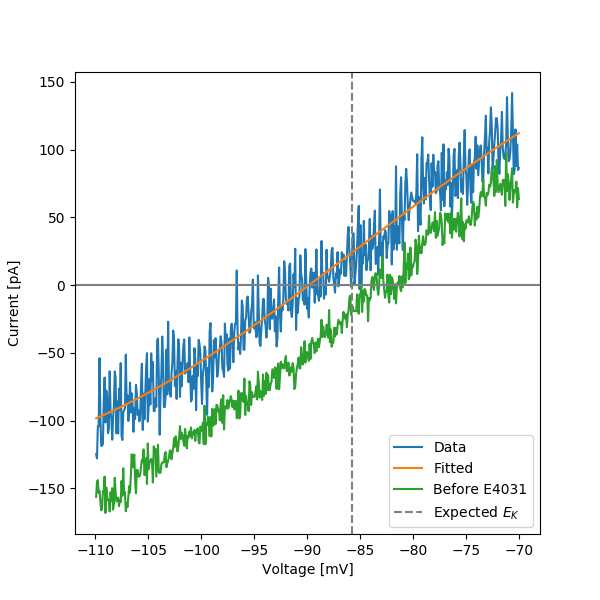 150
100
50
0
−50
−100
−150
Current [pA]
Data
Fitted
Before E4031
Expected E_K
−110 −105 −100 −95 −90 −85 −80 −75 −70
Voltage [mV]